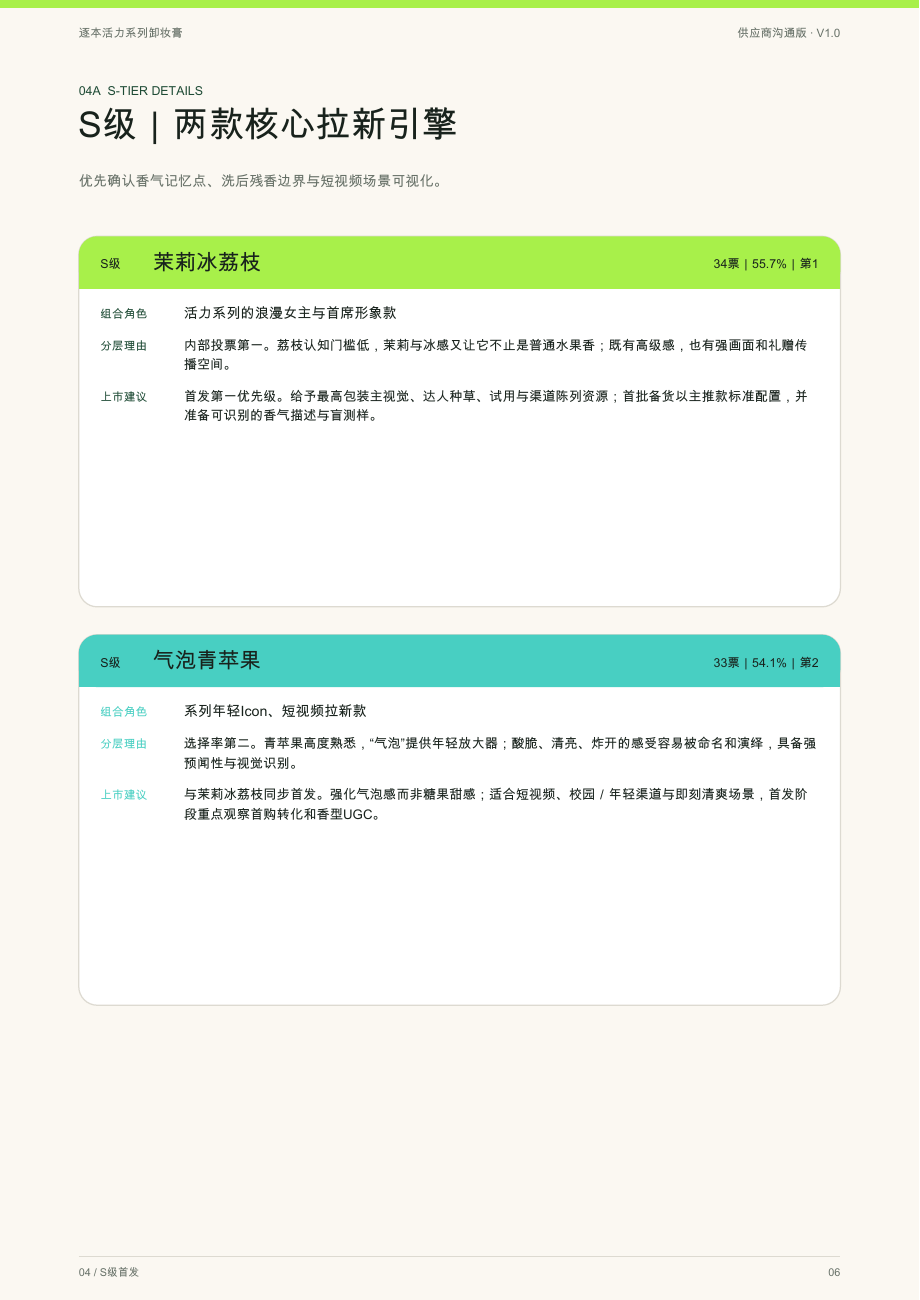 逐本活力系列卸妆膏
供应商沟通版 · V1.0
04A S-TIER DETAILS
S级 | 两款核心拉新引擎
优先确认香气记忆点、洗后残香边界与短视频场景可视化。
S级 茉莉冰荔枝 34票 | 55.7% | 第1
组合角色 活力系列的浪漫女主与首席形象款
分层理由 内部投票第一。荔枝认知门槛低，茉莉与冰感又让它不止是普通水果香；既有高级感，也有强画面和礼赠传
播空间。
上市建议 首发第一优先级。给予最高包装主视觉、达人种草、试用与渠道陈列资源；首批备货以主推款标准配置，并
准备可识别的香气描述与盲测样。
S级 气泡青苹果 33票 | 54.1% | 第2
组合角色 系列年轻Icon、短视频拉新款
分层理由 选择率第二。青苹果高度熟悉，“气泡”提供年轻放大器；酸脆、清亮、炸开的感受容易被命名和演绎，具备强
预闻性与视觉识别。
上市建议 与茉莉冰荔枝同步首发。强化气泡感而非糖果甜感；适合短视频、校园 / 年轻渠道与即刻清爽场景，首发阶
段重点观察首购转化和香型UGC。
04 / S级首发
06